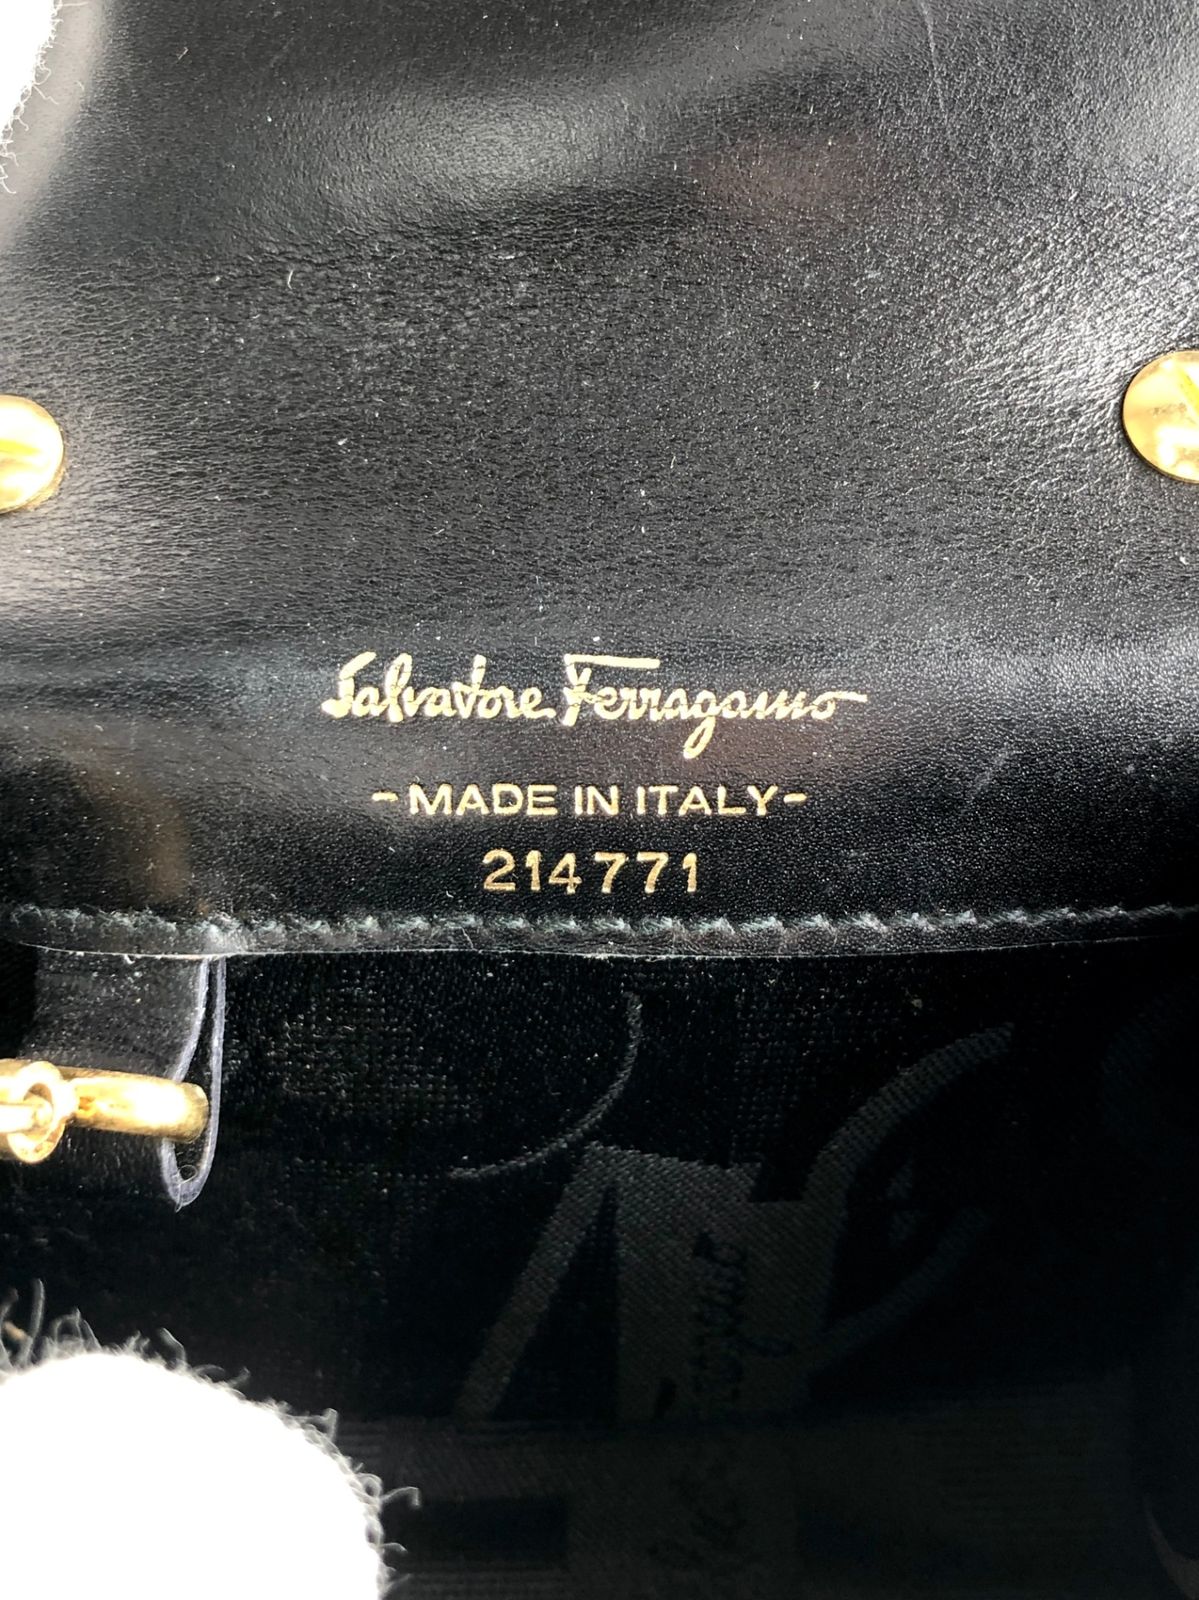 Salvatore Ferragamo
-MADE IN ITALY-
214771